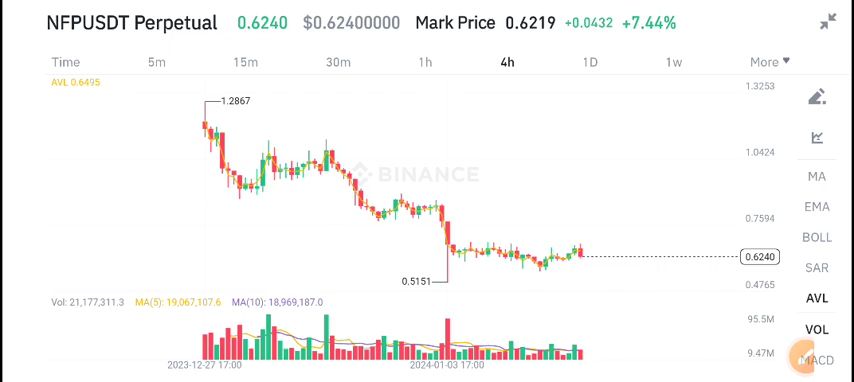 NFPUSDT Perpetual 0.6240 $0.62400000 Mark Price 0.6219 +0.0432 +7.44%
Time 5m 15m 30m 1h 4h 1D 1w More
AVL 0.6495
1.3253
1.2867
1.0424
BINANCE
MA
0.7594
EMA
BOLL
0.6240
SAR
0.5151
0.4765
AVL
Vol: 21,177,311.3 MA(5): 19,067,107.6 MA(10): 18,969,187.0
95.5M
VOL
9.47M
MACD
2023-12-27 17:00 2024-01-03 17:00